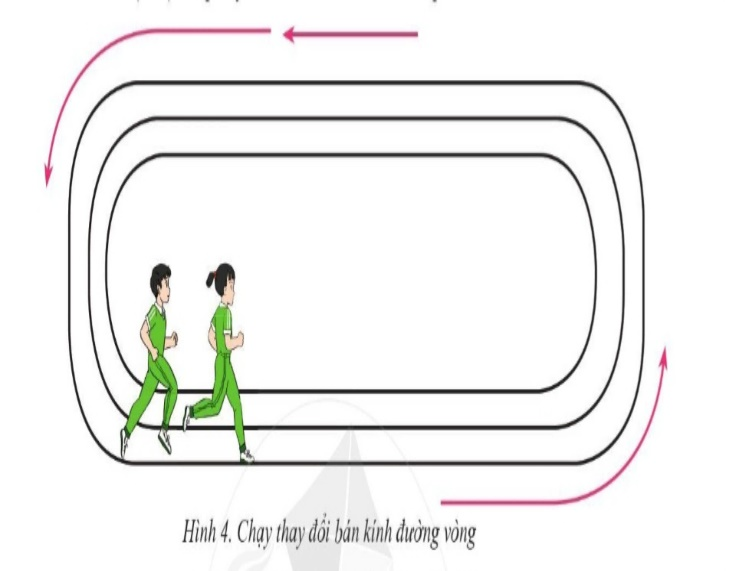 Hình 4. Chạy thay đổi bán kính đường vòng